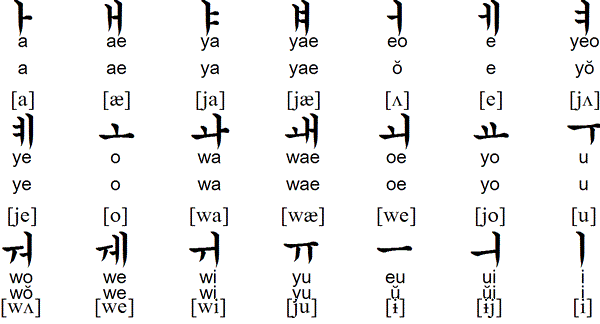 ㅏ ㅐ ㅑ ㅒ ㅓ ㅔ ㅕ
a ae ya yae eo e yeo
a ae ya yae ŏ e yŏ
[a] [æ] [ja] [jæ] [ʌ] [e] [jʌ]
ㅖ ㅗ ㅘ ㅙ ㅚ ㅛ ㅜ
ye o wa wae oe yo u
ye o wa wae oe yo u
[je] [o] [wa] [wæ] [we] [jo] [u]
ㅝ ㅞ ㅟ ㅠ ㅡ ㅢ ㅣ
wo we wi yu eu ui i
wŏ we wi yu ŭ ŭi i
[wʌ] [we] [wi] [ju] [ɨ] [ɨj] [i]